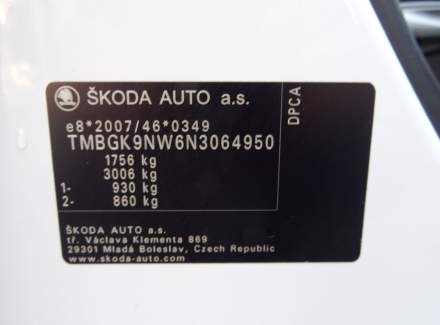 ŠKODA AUTO a.s.
DPCA
e8*2007/46*0349
TMBGK9NW6N3064950
1756 kg
3006 kg
1- 930 kg
2- 860 kg
ŠKODA AUTO a.s.
tř. Václava Klementa 869
29301 Mladá Boleslav, Czech Republic
www.skoda-auto.com